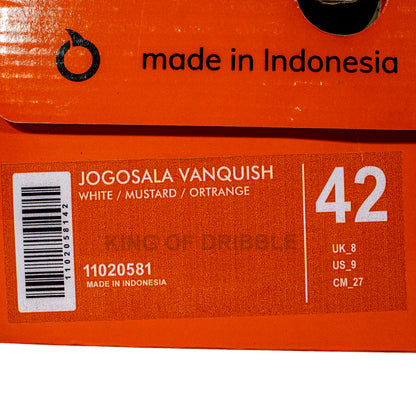 made in Indonesia
JOGOSALA VANQUISH
WHITE / MUSTARD / ORTRANGE
KING OF DRIBBLE
11020581
MADE IN INDONESIA
1102058142
42
UK_8
US_9
CM_27